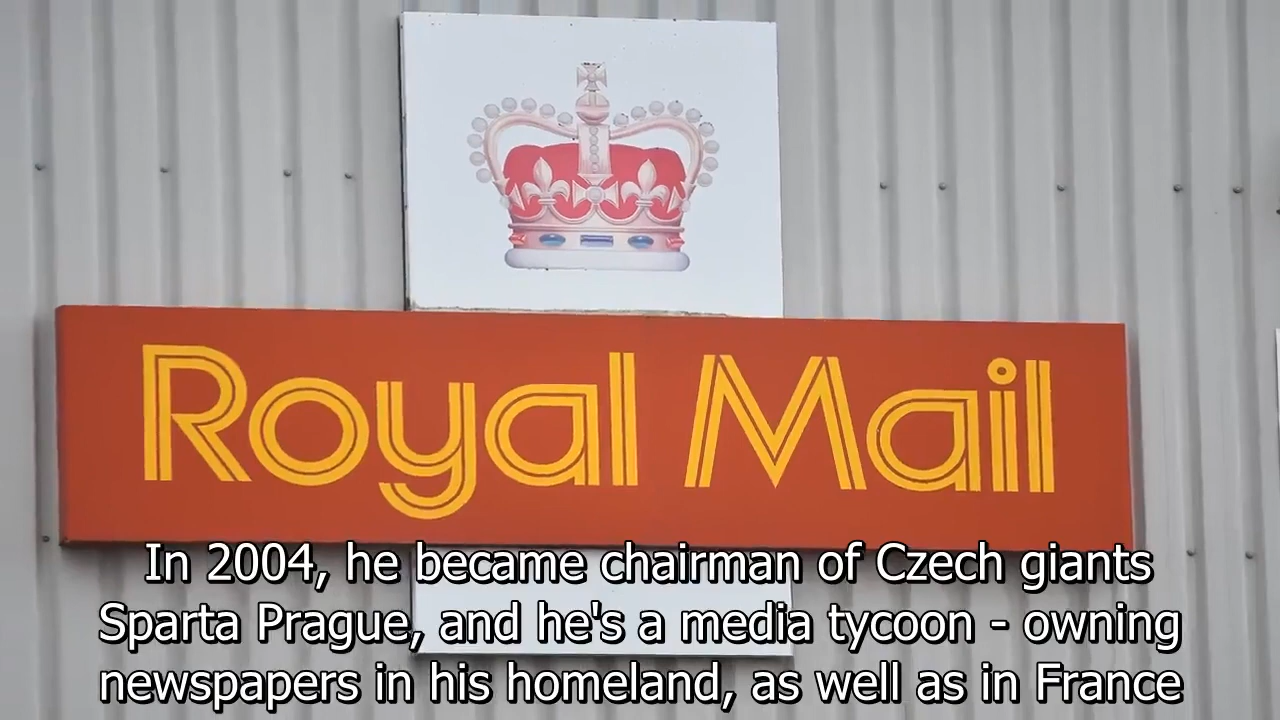 Royal Mail
In 2004, he became chairman of Czech giants
Sparta Prague, and he's a media tycoon - owning
newspapers in his homeland, as well as in France